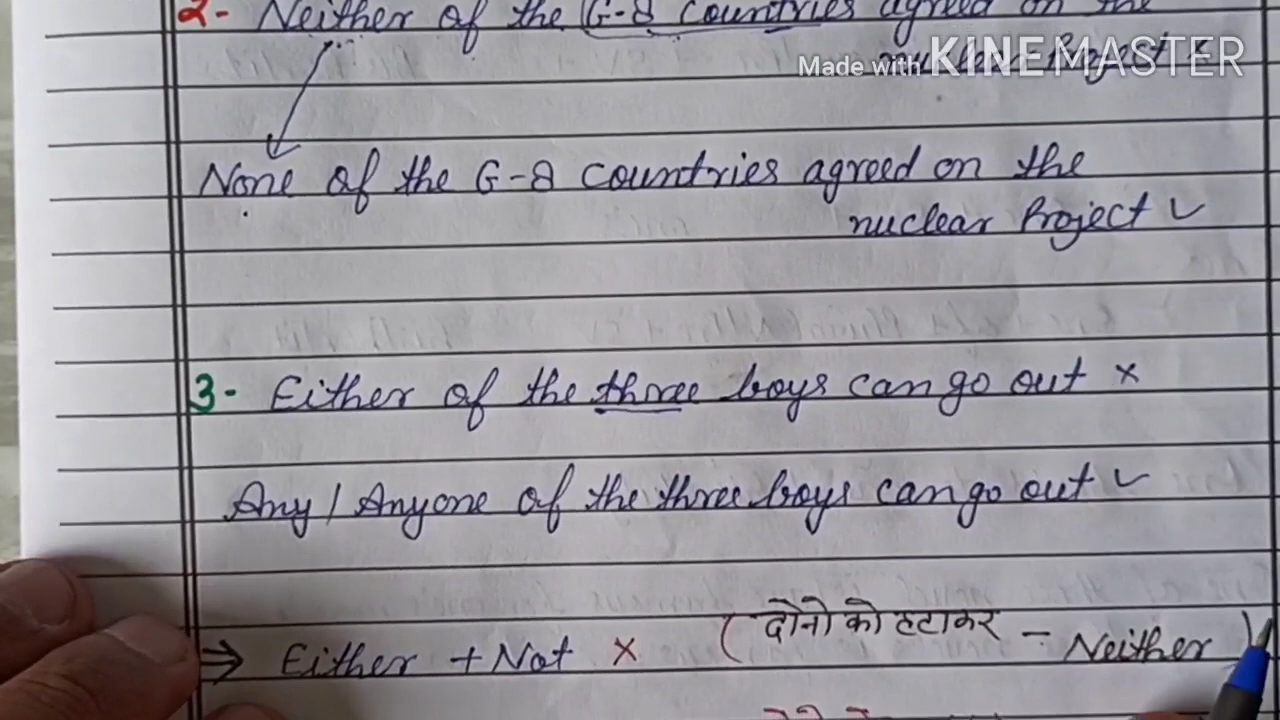 2- Neither of the G-8 countries agreed on the
nuclear Project ×
Made with KINEMASTER
None of the G-8 countries agreed on the
nuclear Project ✓
3- Either of the three boys can go out ×
Any / Anyone of the three boys can go out ✓
⇒ Either + Not × ( दोनो को हटाकर - Neither )